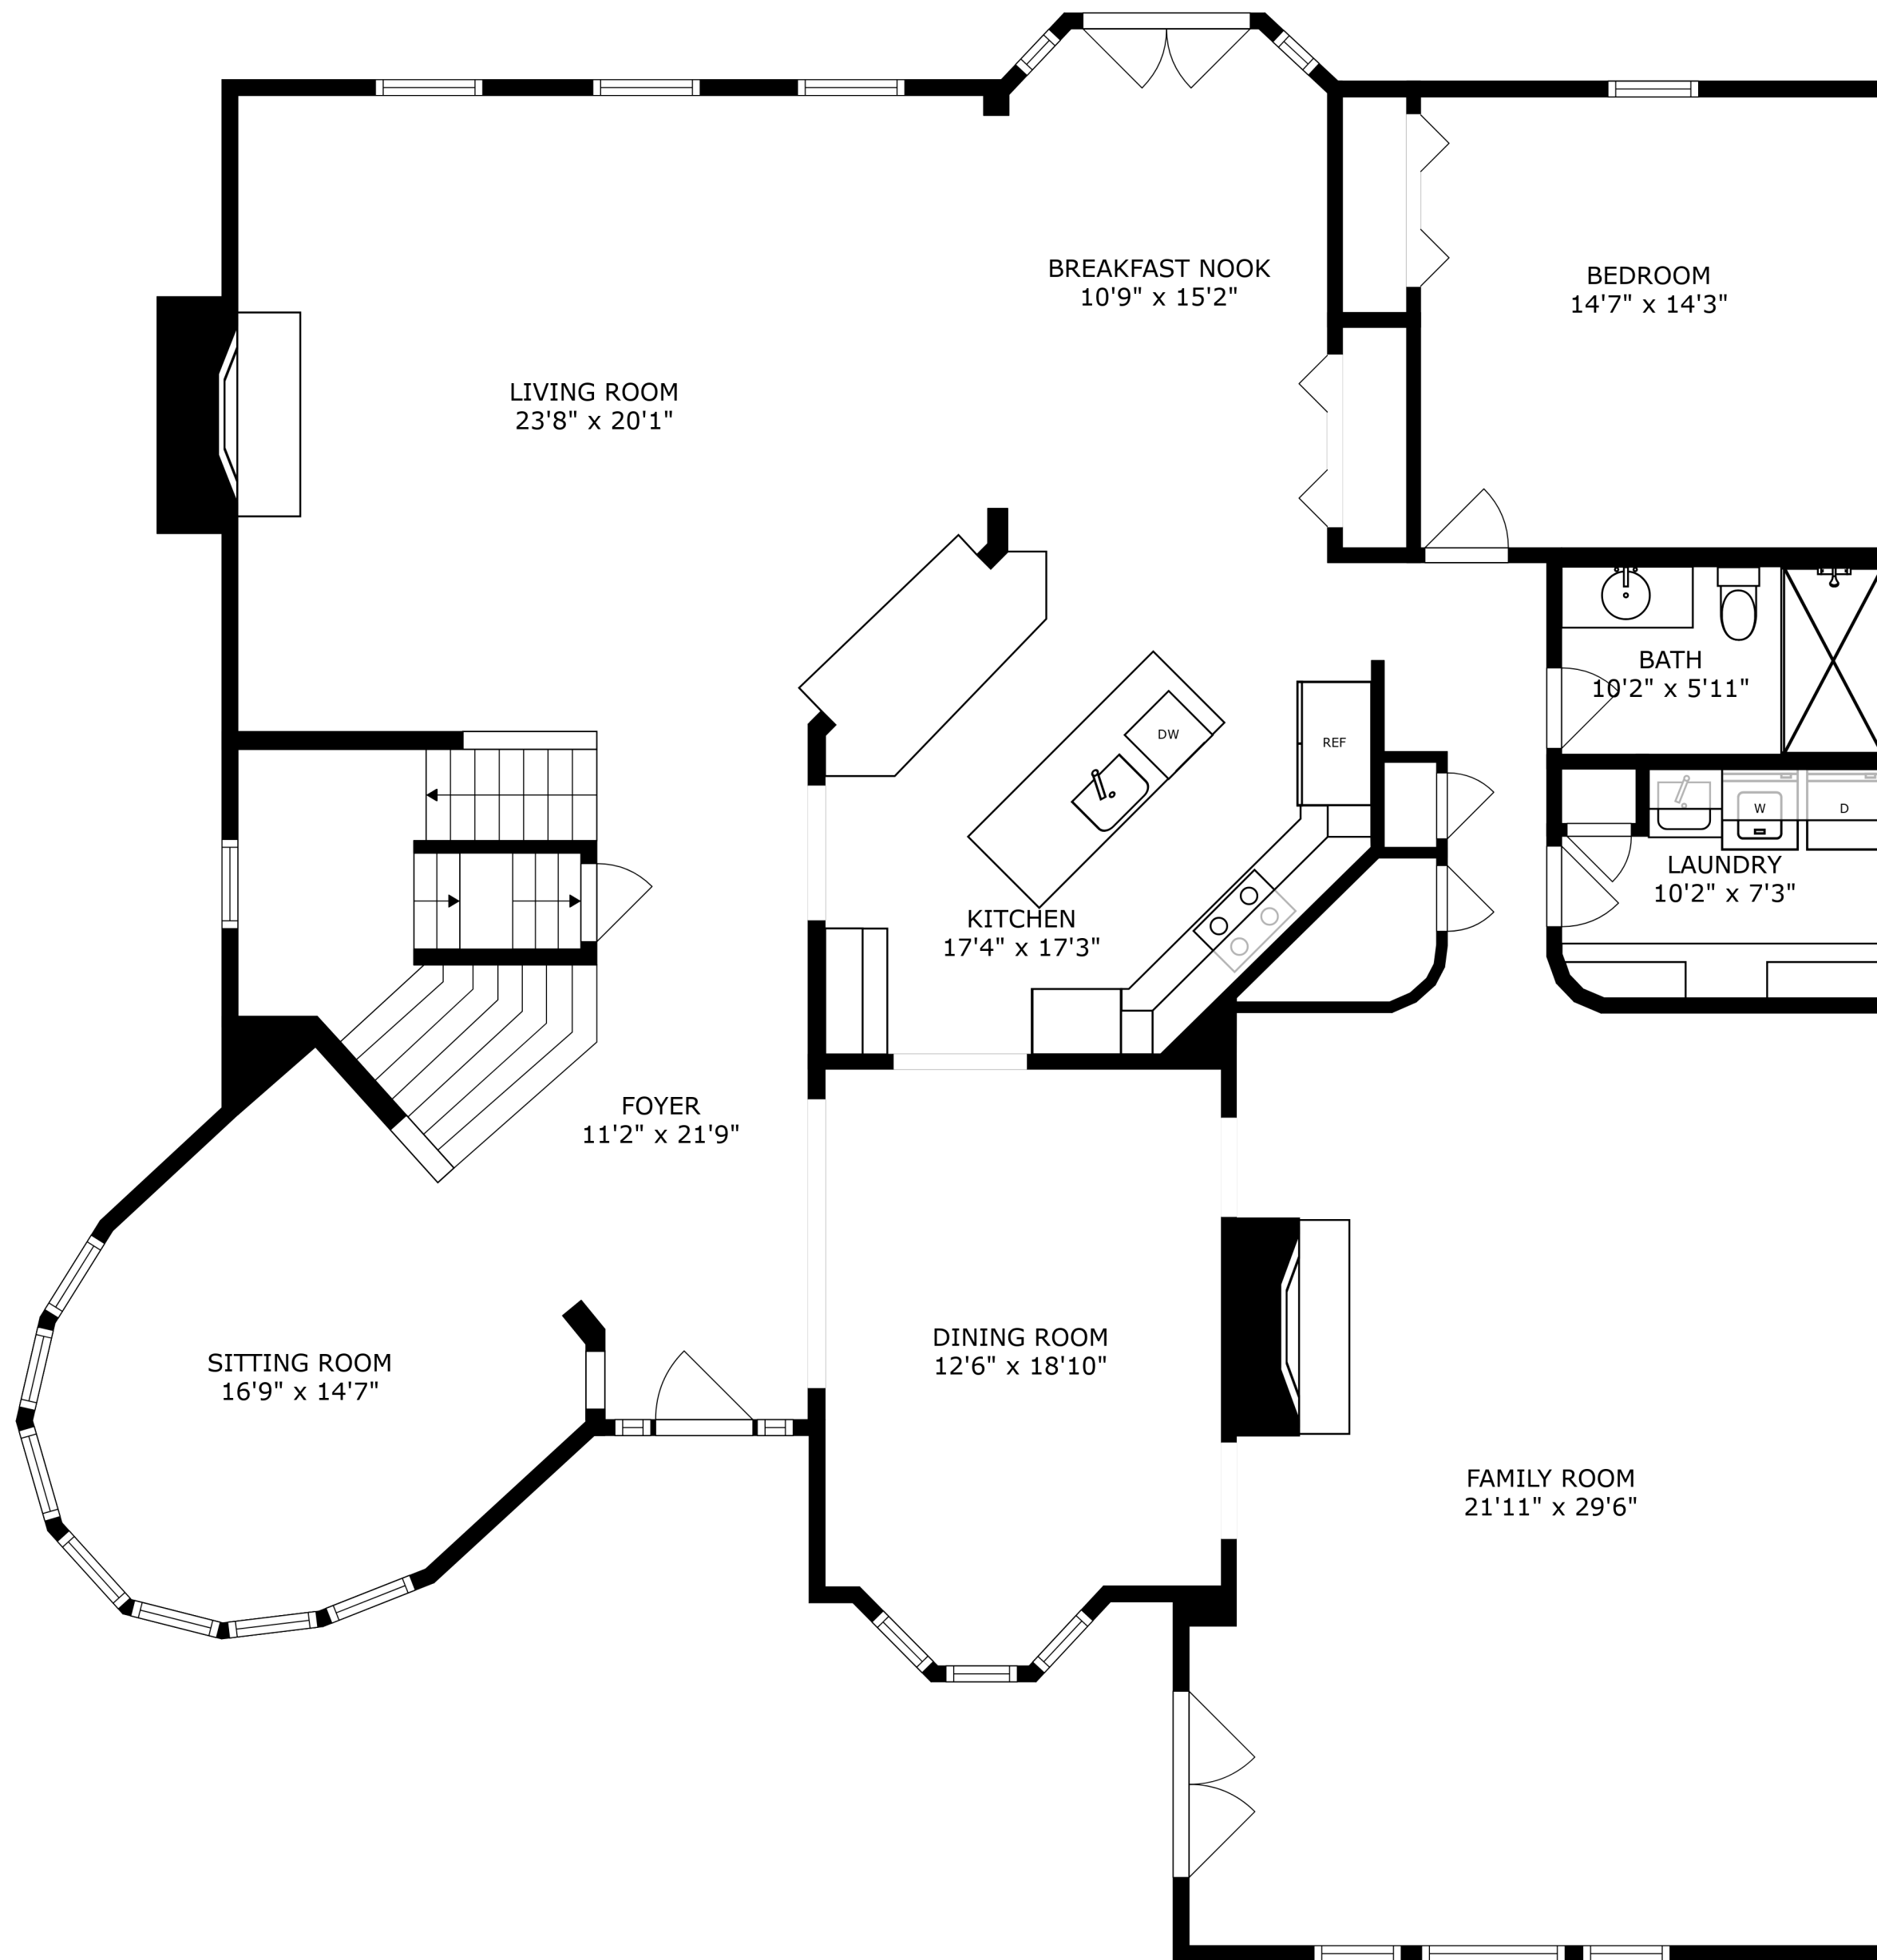 BREAKFAST NOOK
10'9" x 15'2"
BEDROOM
14'7" x 14'3"
LIVING ROOM
23'8" x 20'1"
BATH
10'2" x 5'11"
DW
REF
W
D
LAUNDRY
10'2" x 7'3"
KITCHEN
17'4" x 17'3"
FOYER
11'2" x 21'9"
DINING ROOM
12'6" x 18'10"
SITTING ROOM
16'9" x 14'7"
FAMILY ROOM
21'11" x 29'6"